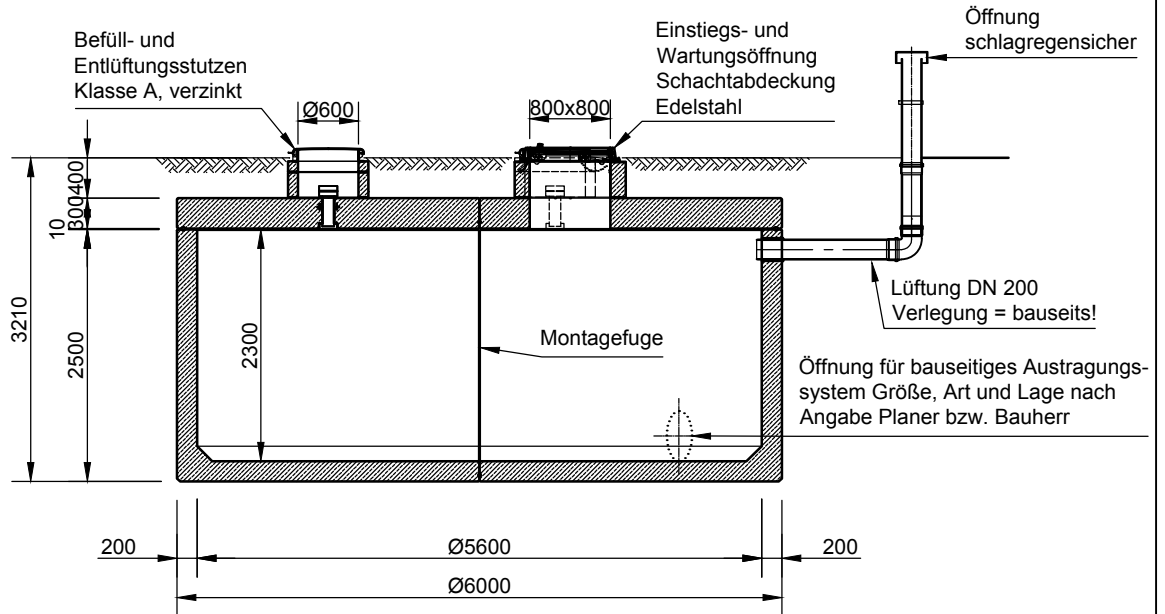 Befüll- und
Entlüftungsstutzen
Klasse A, verzinkt
Einstiegs- und
Wartungsöffnung
Schachtabdeckung
Edelstahl
Öffnung
schlagregensicher
Ø600
800x800
400
300
10
3210
2500
2300
Montagefuge
Lüftung DN 200
Verlegung = bauseits!
Öffnung für bauseitiges Austragungs-
system Größe, Art und Lage nach
Angabe Planer bzw. Bauherr
200
Ø5600
200
Ø6000